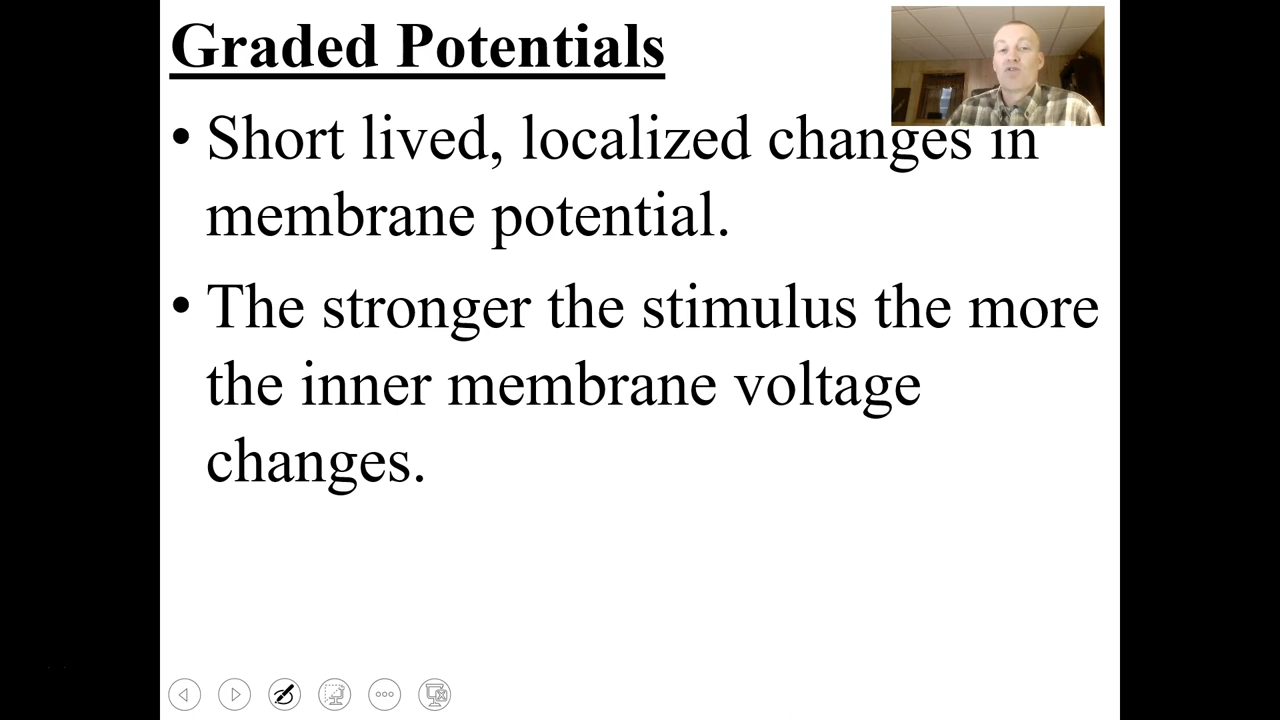 Graded Potentials
• Short lived, localized changes in
membrane potential.
• The stronger the stimulus the more
the inner membrane voltage
changes.